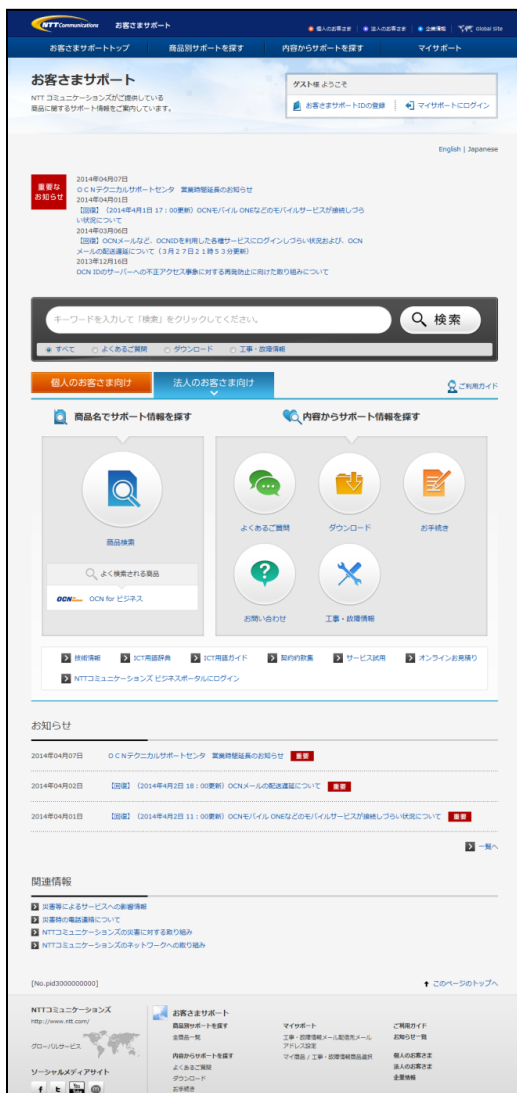 NTT Communications お客さまサポート
個人のお客さま 法人のお客さま 企業情報 Global Site
お客さまサポートトップ 商品別サポートを探す 内容からサポートを探す マイサポート
お客さまサポート
NTT コミュニケーションズがご提供している
商品に関するサポート情報をご案内しています。
ゲスト様 ようこそ
お客さまサポートIDの登録 マイサポートにログイン
English | Japanese
重要な
お知らせ
2014年04月07日
ＯＣＮテクニカルサポートセンタ 営業時間延長のお知らせ
2014年04月01日
【回復】（2014年4月1日 17：00更新）OCNモバイル ONEなどのモバイルサービスが接続しづら
い状況について
2014年03月06日
【回復】OCNメールなど、OCNIDを利用した各種サービスにログインしづらい状況および、OCN
メールの配送遅延について（３月２７日２１時５３分更新）
2013年12月16日
OCN IDのサーバーへの不正アクセス事象に対する再発防止に向けた取り組みについて
キーワードを入力して「検索」をクリックしてください。
検索
すべて よくあるご質問 ダウンロード 工事・故障情報
個人のお客さま向け 法人のお客さま向け
ご利用ガイド
商品名でサポート情報を探す 内容からサポート情報を探す
商品検索
よく検索される商品
OCN OCN for ビジネス
よくあるご質問 ダウンロード お手続き
お問い合わせ 工事・故障情報
技術情報 ICT用語辞典 ICT用語ガイド 契約約款集 サービス試用 オンラインお見積り
NTTコミュニケーションズ ビジネスポータルにログイン
お知らせ
2014年04月07日 ＯＣＮテクニカルサポートセンタ 営業時間延長のお知らせ 重要
2014年04月02日 【回復】（2014年4月2日 18：00更新）OCNメールの配送遅延について 重要
2014年04月01日 【回復】（2014年4月2日 11：00更新）OCNモバイル ONEなどのモバイルサービスが接続しづらい状況について 重要
一覧へ
関連情報
災害等によるサービスへの影響情報
災害時の電話連絡について
NTTコミュニケーションズの災害に対する取り組み
NTTコミュニケーションズのネットワークへの取り組み
[No.pid3000000000]
このページのトップへ
NTTコミュニケーションズ
http://www.ntt.com/
グローバルサービス
ソーシャルメディアサイト
お客さまサポート
商品別サポートを探す
全商品一覧
内容からサポートを探す
よくあるご質問
ダウンロード
お手続き
マイサポート
工事・故障情報メール配信先メール
アドレス設定
マイ商品 / 工事・故障情報商品選択
ご利用ガイド
お知らせ一覧
個人のお客さま
法人のお客さま
企業情報